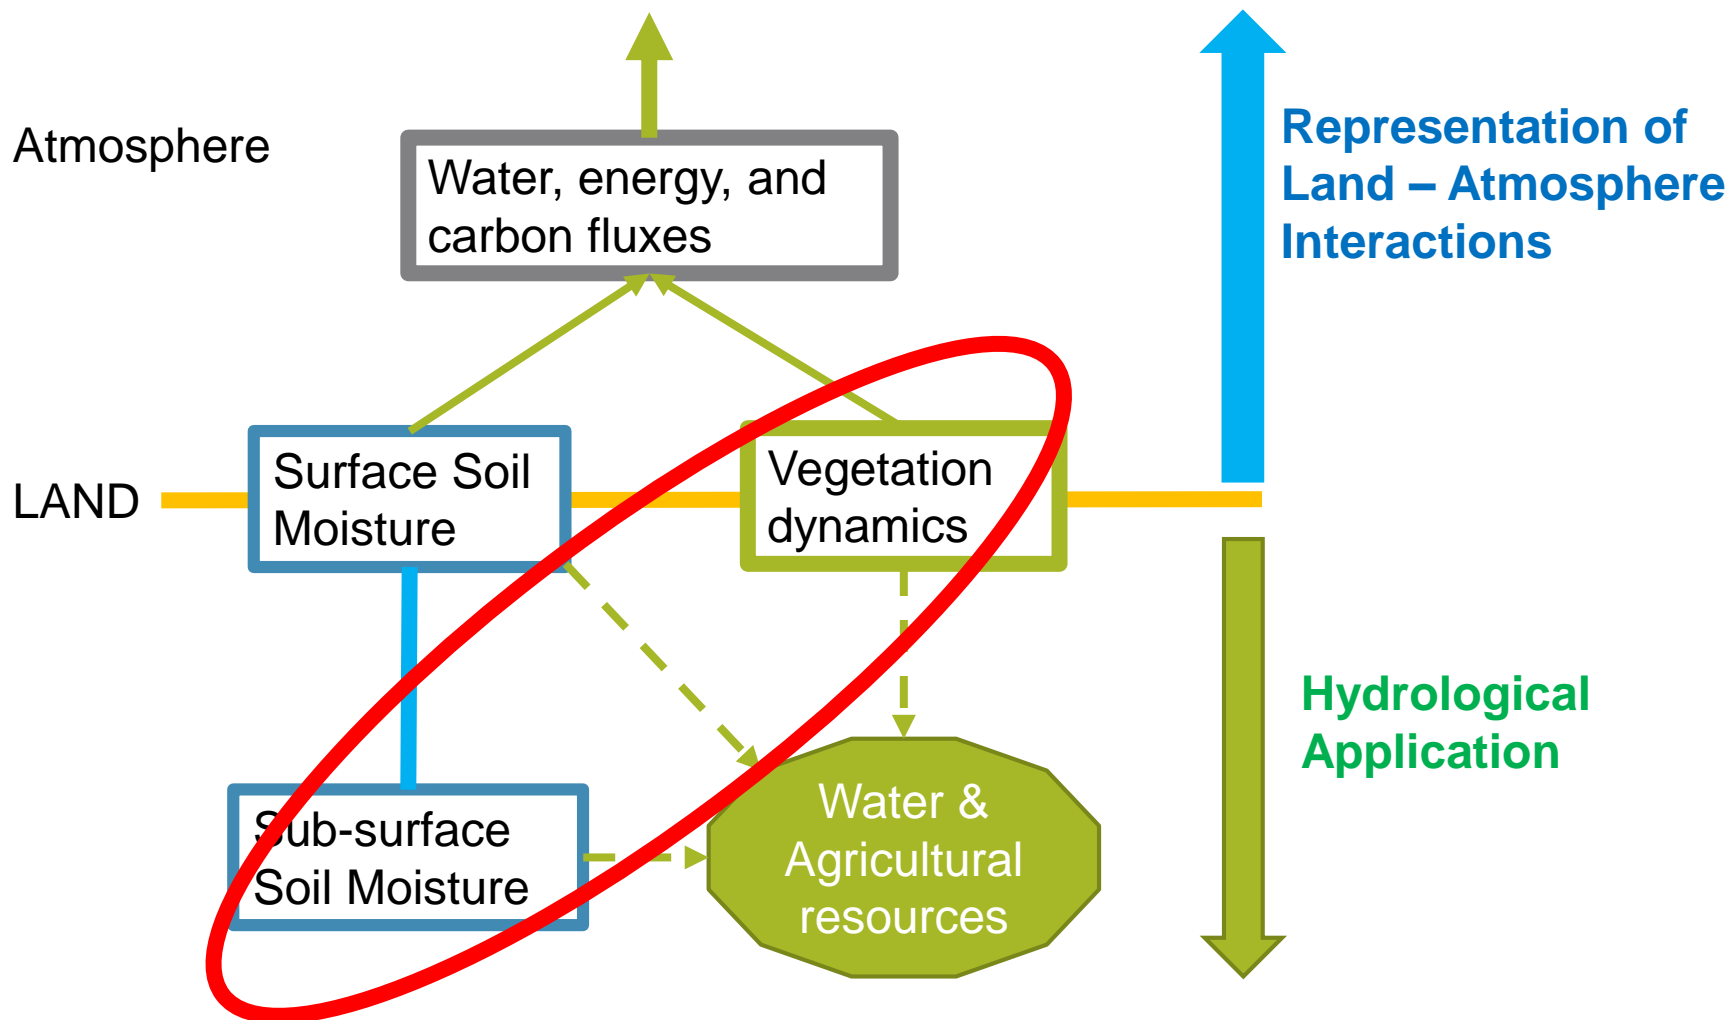 Atmosphere
Water, energy, and
carbon fluxes
Representation of
Land – Atmosphere
Interactions
LAND
Surface Soil
Moisture
Vegetation
dynamics
Hydrological
Application
Sub-surface
Soil Moisture
Water &
Agricultural
resources